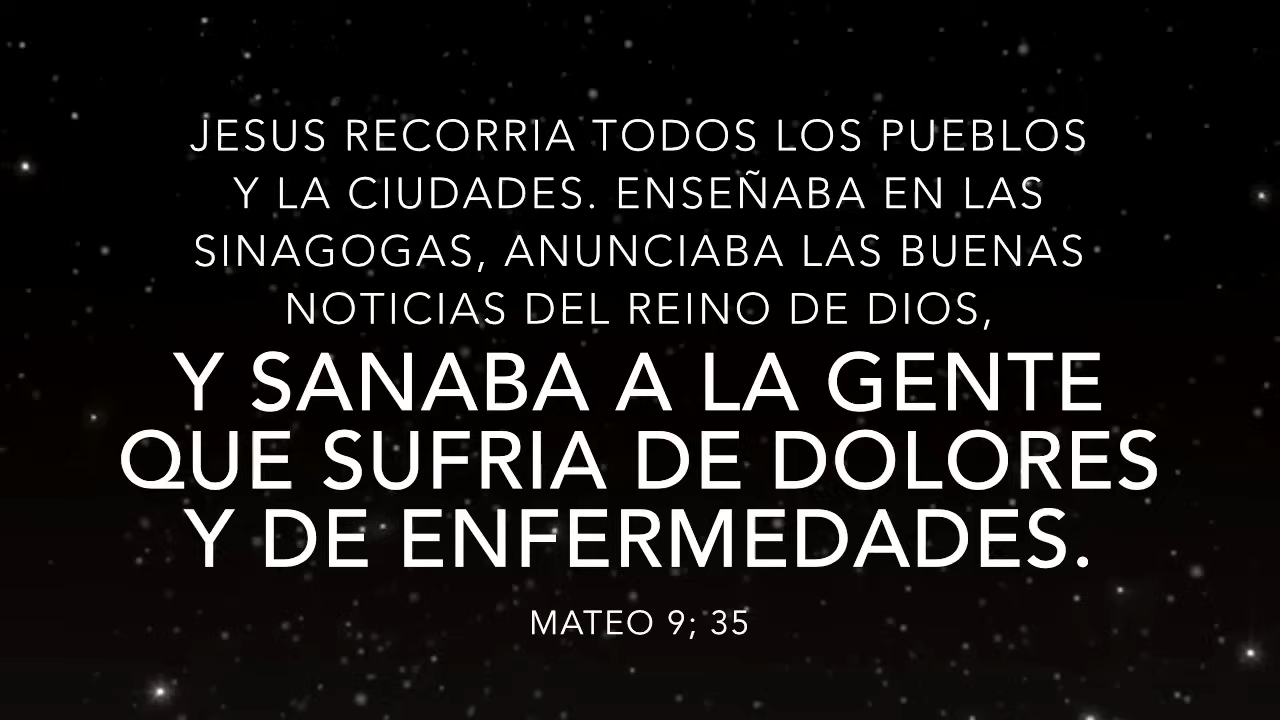 JESUS RECORRIA TODOS LOS PUEBLOS
Y LA CIUDADES. ENSEÑABA EN LAS
SINAGOGAS, ANUNCIABA LAS BUENAS
NOTICIAS DEL REINO DE DIOS,
Y SANABA A LA GENTE
QUE SUFRIA DE DOLORES
Y DE ENFERMEDADES.
MATEO 9; 35